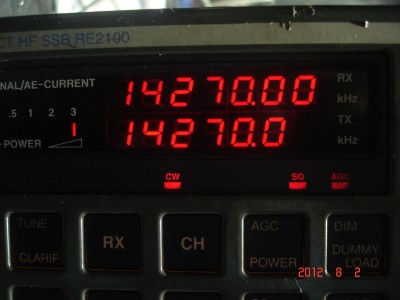 CT HF SSB RE2100
NAL/AE-CURRENT
14270.00 RX kHz
.5 1 2 3
14270.0 TX kHz
-POWER
CW SQ AGC
TUNE CLARIF RX CH AGC POWER DIM DUMMY LOAD
2012 8 2